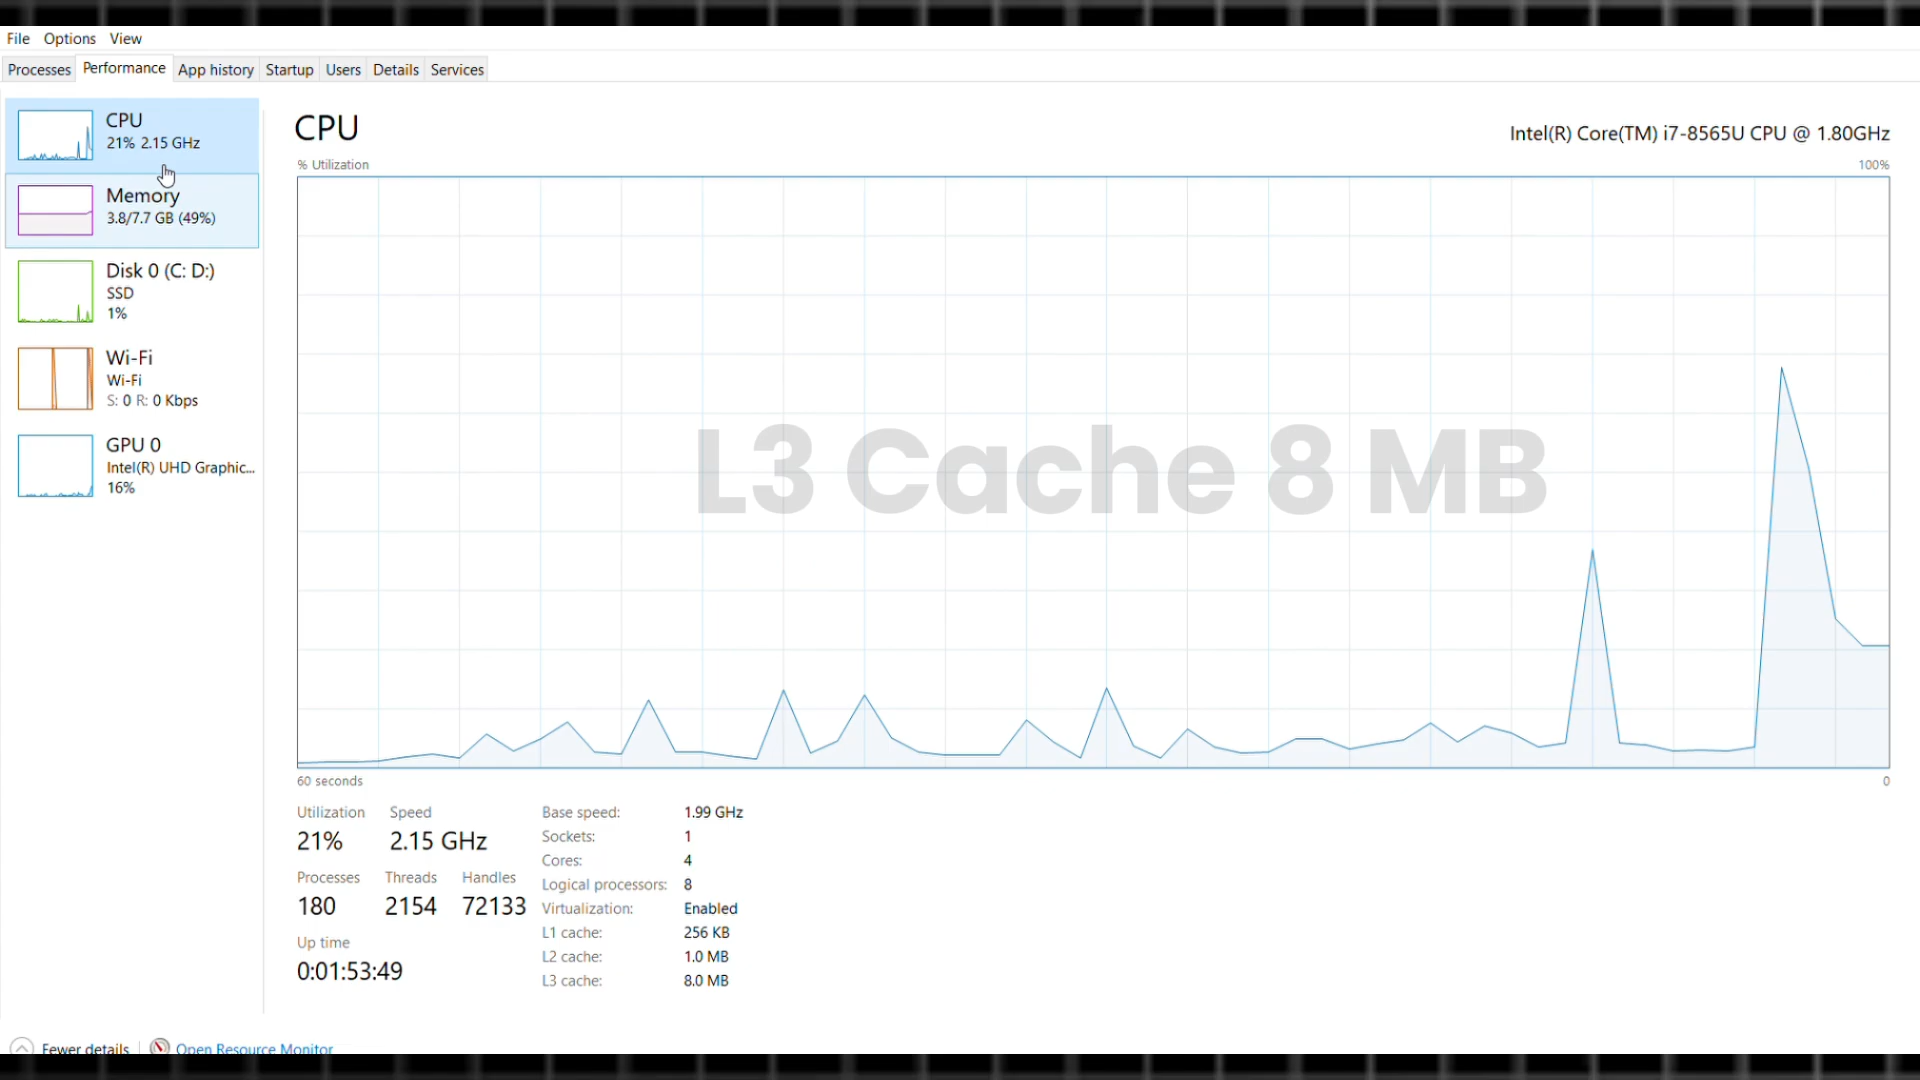 File Options View
Processes Performance App history Startup Users Details Services
CPU
21% 2.15 GHz
Memory
3.8/7.7 GB (49%)
Disk 0 (C: D:)
SSD
1%
Wi-Fi
Wi-Fi
S: 0 R: 0 Kbps
GPU 0
Intel(R) UHD Graphic...
16%
CPU
Intel(R) Core(TM) i7-8565U CPU @ 1.80GHz
% Utilization
100%
L3 Cache 8 MB
60 seconds
0
Utilization
21%
Speed
2.15 GHz
Processes
180
Threads
2154
Handles
72133
Up time
0:01:53:49
Base speed: 1.99 GHz
Sockets: 1
Cores: 4
Logical processors: 8
Virtualization: Enabled
L1 cache: 256 KB
L2 cache: 1.0 MB
L3 cache: 8.0 MB
Fewer details
Open Resource Monitor